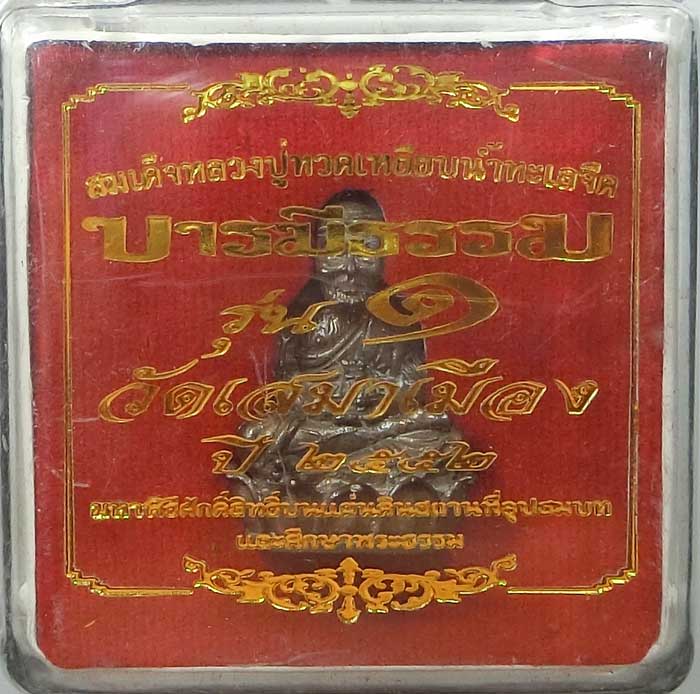 สมเด็จหลวงปู่ทวดเหยียบน้ำทะเลจืด
บารมีธรรม
รุ่น ๑
วัดเสมาเมือง
ปี ๒๕๕๒
มหาศิริศักดิ์สิทธิ์บนแผ่นดินสถานที่อุปสมบท
และศึกษาพระธรรม